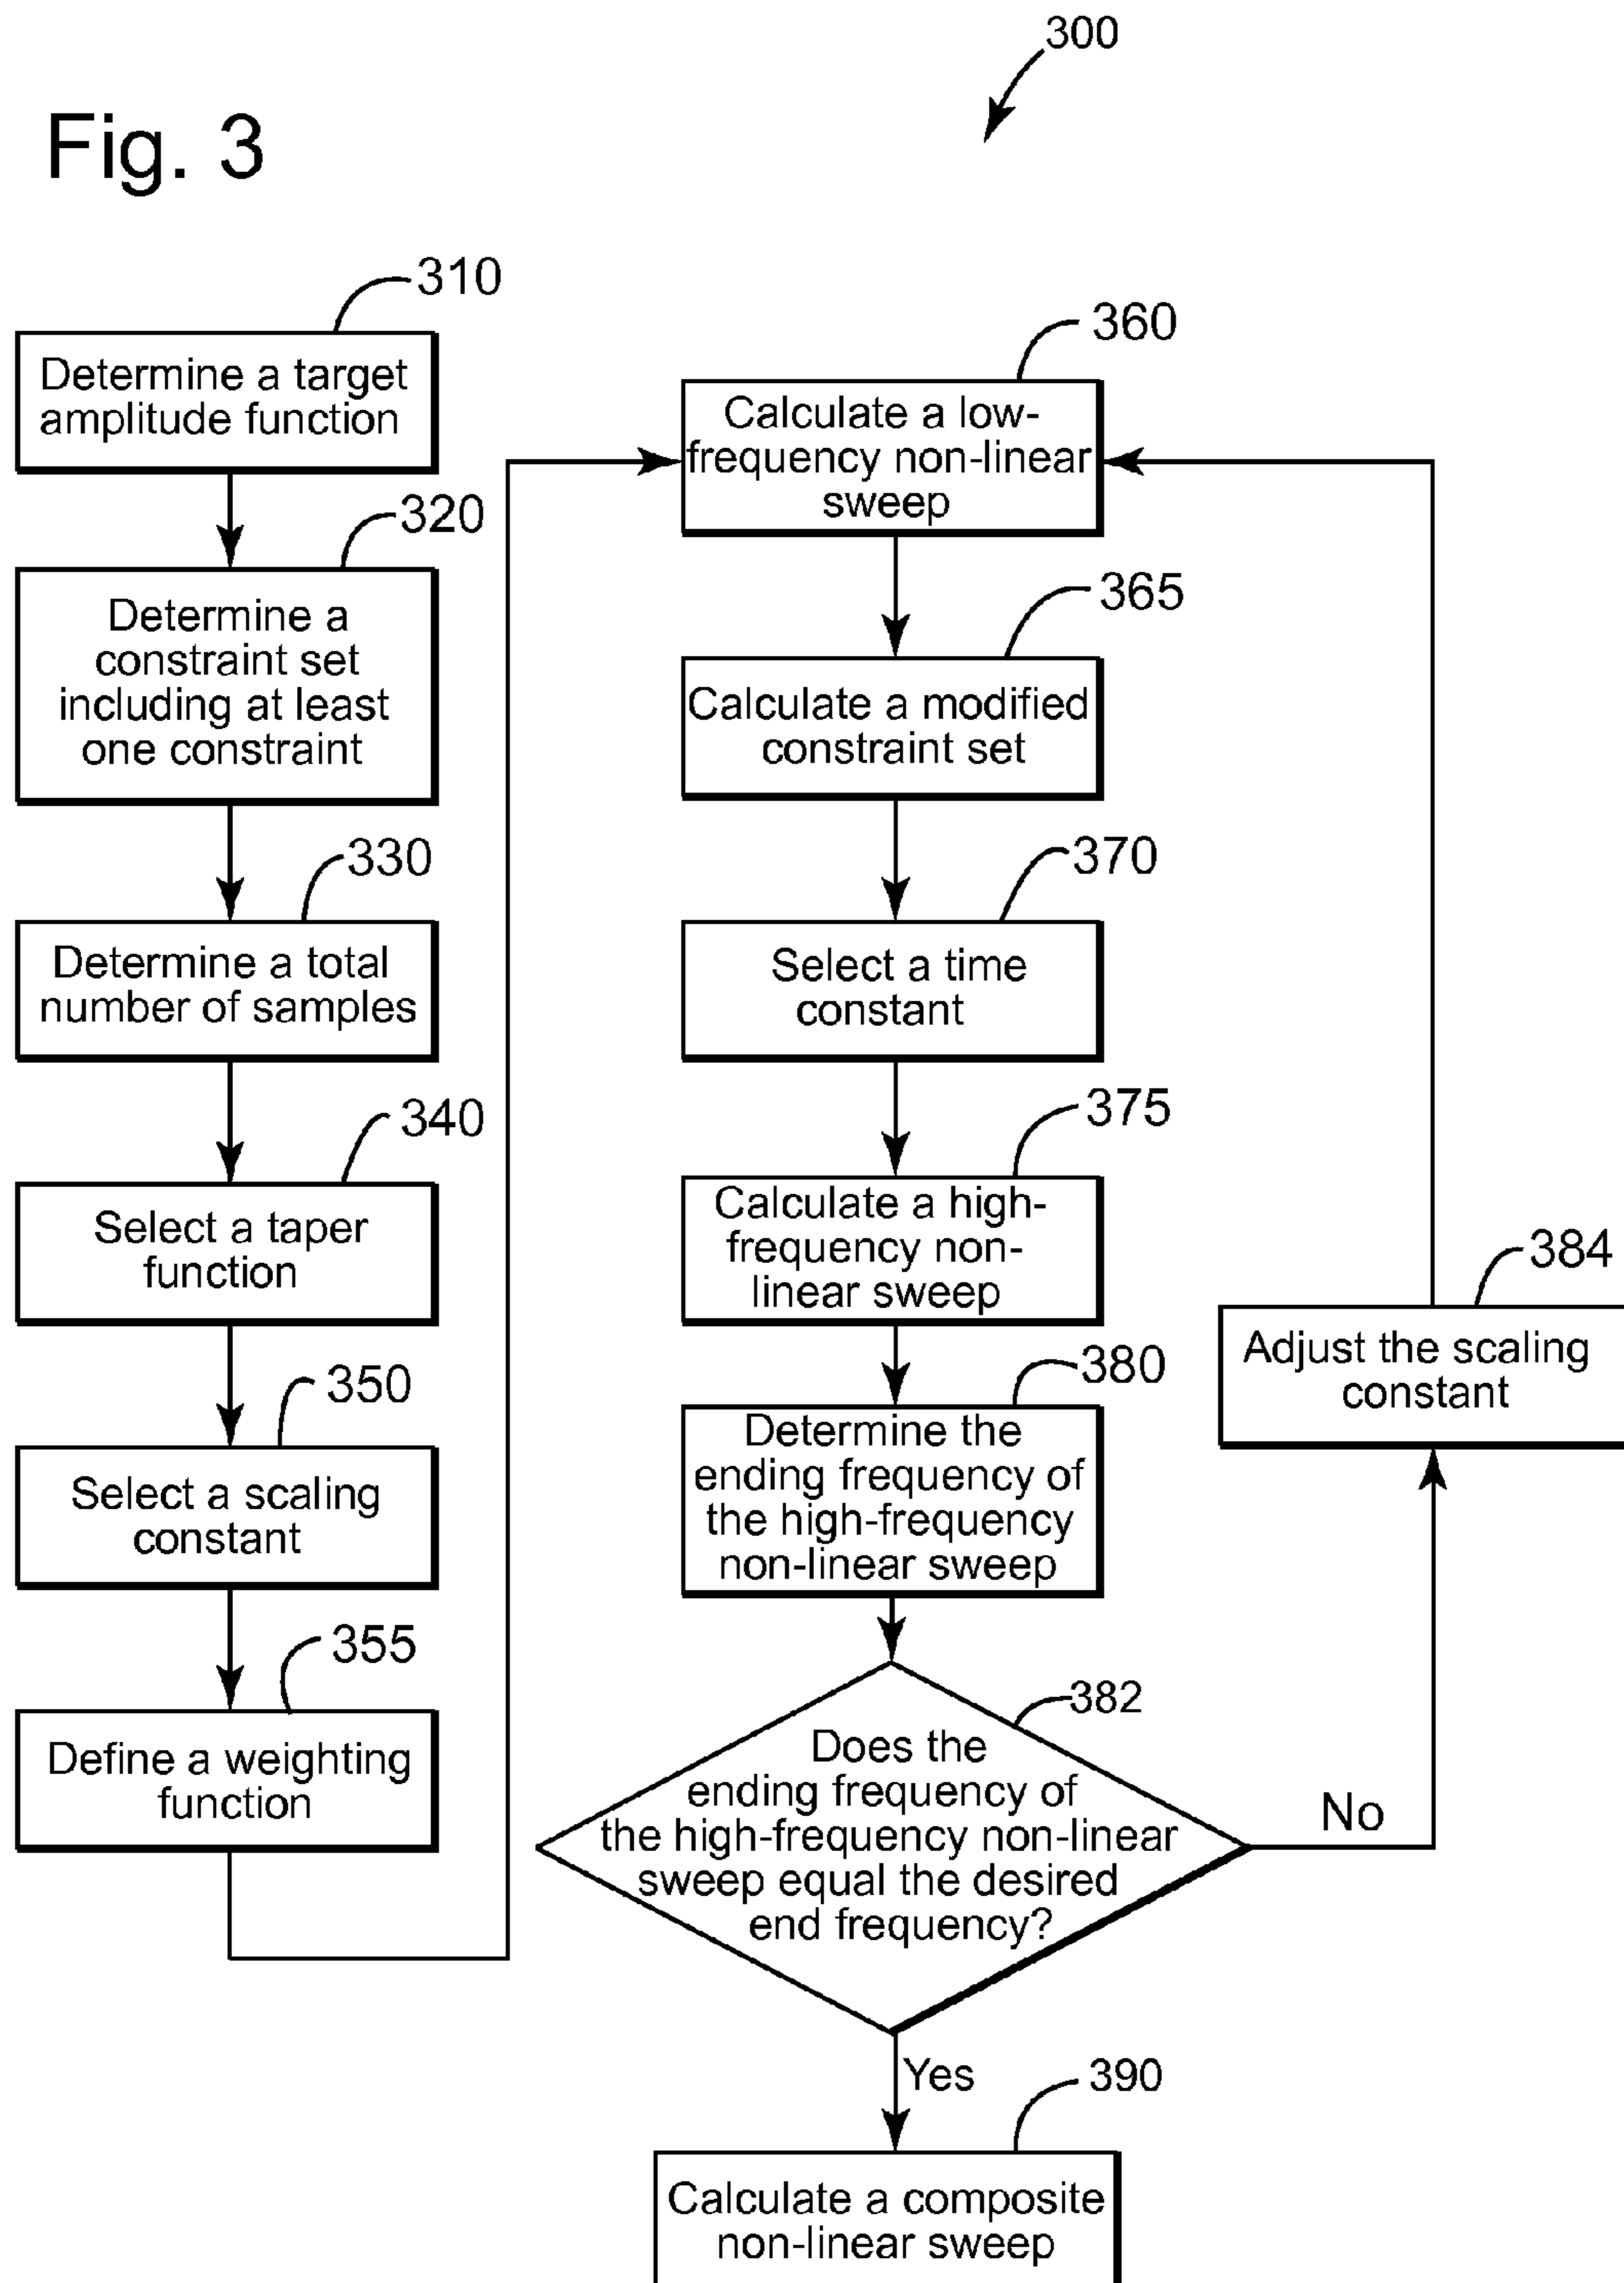 Fig. 3
300
310
Determine a target
amplitude function
320
Determine a
constraint set
including at least
one constraint
330
Determine a total
number of samples
340
Select a taper
function
350
Select a scaling
constant
355
Define a weighting
function
360
Calculate a low-
frequency non-linear
sweep
365
Calculate a modified
constraint set
370
Select a time
constant
375
Calculate a high-
frequency non-
linear sweep
380
Determine the
ending frequency of
the high-frequency
non-linear sweep
382
Does the
ending frequency of
the high-frequency non-linear
sweep equal the desired
end frequency?
No
384
Adjust the scaling
constant
Yes
390
Calculate a composite
non-linear sweep